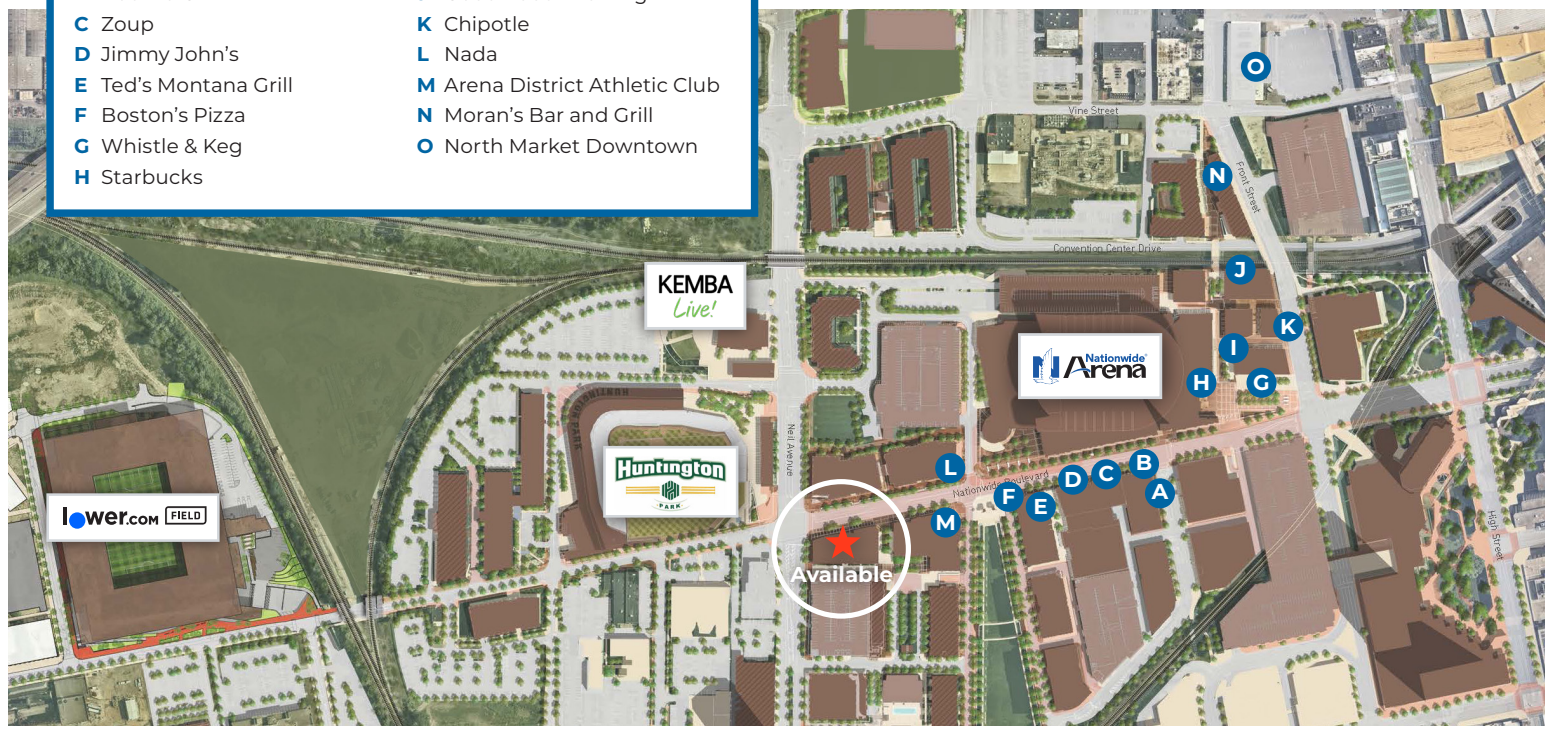 C Zoup
D Jimmy John's
E Ted's Montana Grill
F Boston's Pizza
G Whistle & Keg
H Starbucks
K Chipotle
L Nada
M Arena District Athletic Club
N Moran's Bar and Grill
O North Market Downtown
O
Vine Street
N
Front Street
Convention Center Drive
J
KEMBA
Live!
K
I
Nationwide
Arena
H
G
HUNTINGTON
PARK
Neil Avenue
Huntington
PARK
L
B
C
D
A
Nationwide Boulevard
F
E
M
lower.com FIELD
High Street
Available